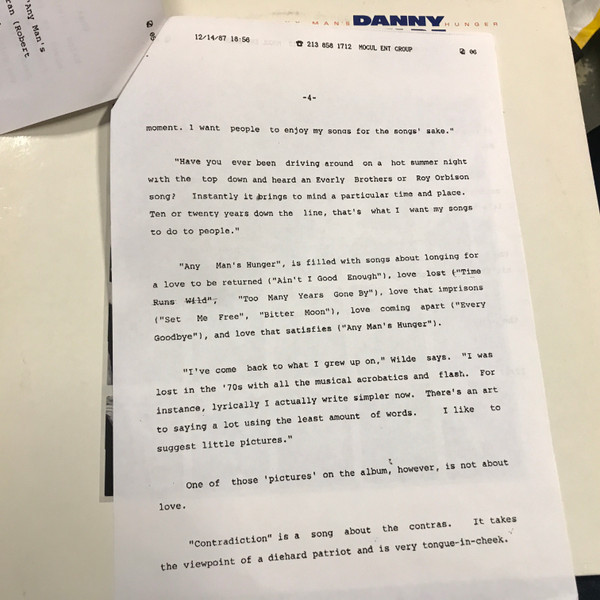 "Any Man's
ran (Robert
MAN'S DANNY HUNGER
12/14/87 18:56 ☎ 213 658 1712 MOGUL ENT GROUP 06
-4-
moment. I want people to enjoy my songs for the songs' sake."
"Have you ever been driving around on a hot summer night
with the top down and heard an Everly Brothers or Roy Orbison
song? Instantly it brings to mind a particular time and place.
Ten or twenty years down the line, that's what I want my songs
to do to people."
"Any Man's Hunger", is filled with songs about longing for
a love to be returned ("Ain't I Good Enough"), love lost ("Time
Runs Wild", "Too Many Years Gone By"), love that imprisons
("Set Me Free", "Bitter Moon"), love coming apart ("Every
Goodbye"), and love that satisfies ("Any Man's Hunger").
"I've come back to what I grew up on," Wilde says. "I was
lost in the '70s with all the musical acrobatics and flash. For
instance, lyrically I actually write simpler now. There's an art
to saying a lot using the least amount of words. I like to
suggest little pictures."
One of those 'pictures' on the album, however, is not about
love.
"Contradiction" is a song about the contras. It takes
the viewpoint of a diehard patriot and is very tongue-in-cheek.